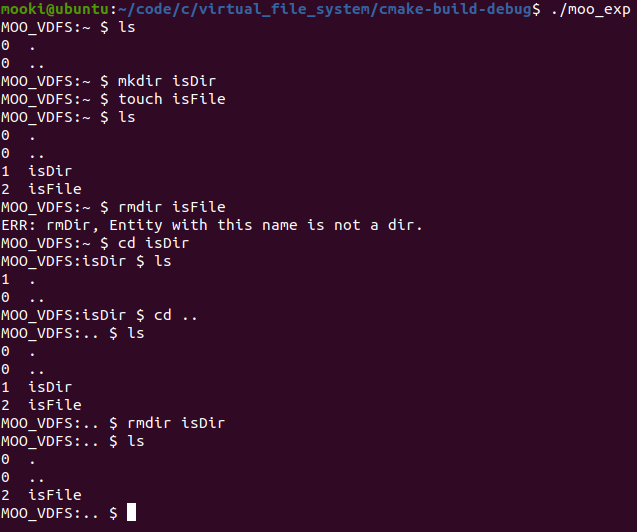 mooki@ubuntu:~/code/c/virtual_file_system/cmake-build-debug$ ./moo_exp
MOO_VDFS:~ $ ls
0  .
0  ..
MOO_VDFS:~ $ mkdir isDir
MOO_VDFS:~ $ touch isFile
MOO_VDFS:~ $ ls
0  .
0  ..
1  isDir
2  isFile
MOO_VDFS:~ $ rmdir isFile
ERR: rmDir, Entity with this name is not a dir.
MOO_VDFS:~ $ cd isDir
MOO_VDFS:isDir $ ls
1  .
0  ..
MOO_VDFS:isDir $ cd ..
MOO_VDFS:.. $ ls
0  .
0  ..
1  isDir
2  isFile
MOO_VDFS:.. $ rmdir isDir
MOO_VDFS:.. $ ls
0  .
0  ..
2  isFile
MOO_VDFS:.. $